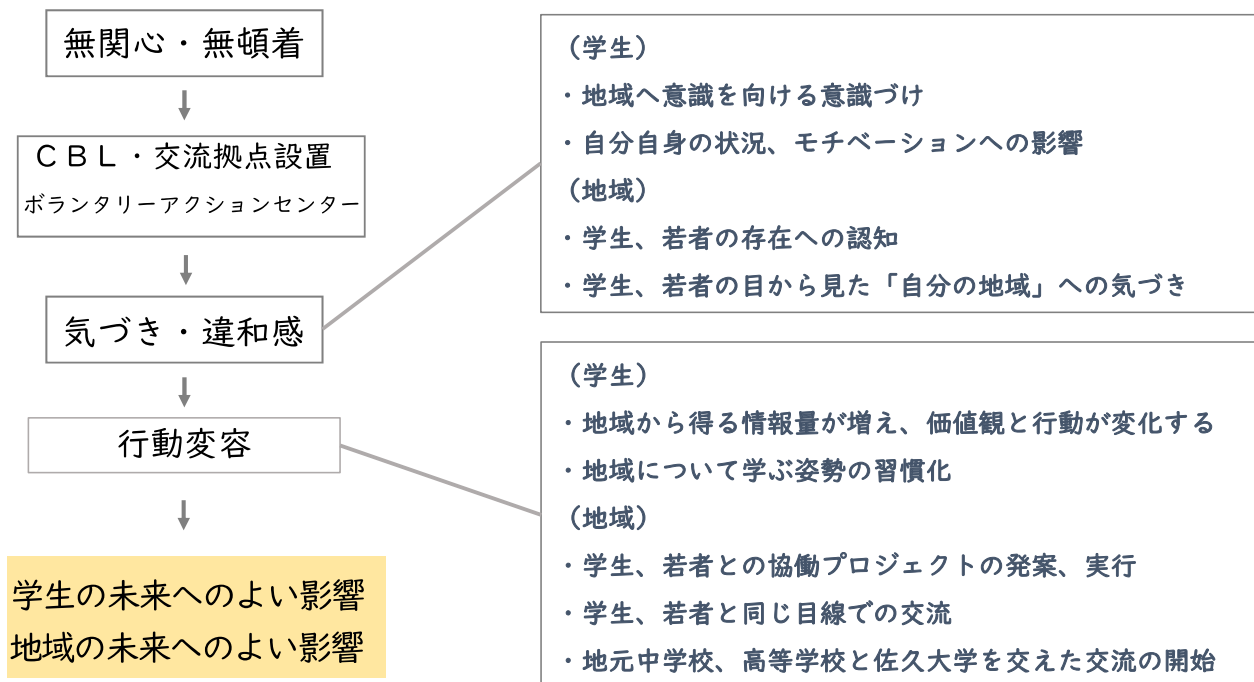 無関心・無頓着
ＣＢＬ・交流拠点設置
ボランタリーアクションセンター
気づき・違和感
行動変容
学生の未来へのよい影響
地域の未来へのよい影響
（学生）
・地域へ意識を向ける意識づけ
・自分自身の状況、モチベーションへの影響
（地域）
・学生、若者の存在への認知
・学生、若者の目から見た「自分の地域」への気づき
（学生）
・地域から得る情報量が増え、価値観と行動が変化する
・地域について学ぶ姿勢の習慣化
（地域）
・学生、若者との協働プロジェクトの発案、実行
・学生、若者と同じ目線での交流
・地元中学校、高等学校と佐久大学を交えた交流の開始